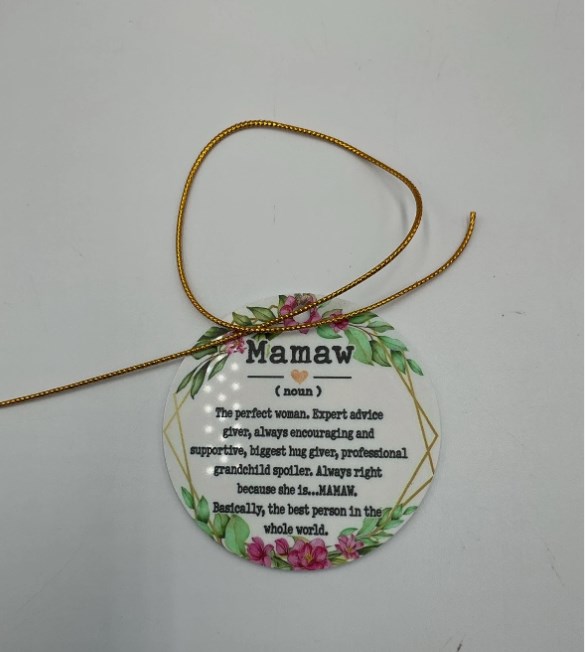 Mamaw
( noun )
The perfect woman. Expert advice
giver, always encouraging and
supportive, biggest hug giver, professional
grandchild spoiler. Always right
because she is...MAMAW.
Basically, the best person in the
whole world.